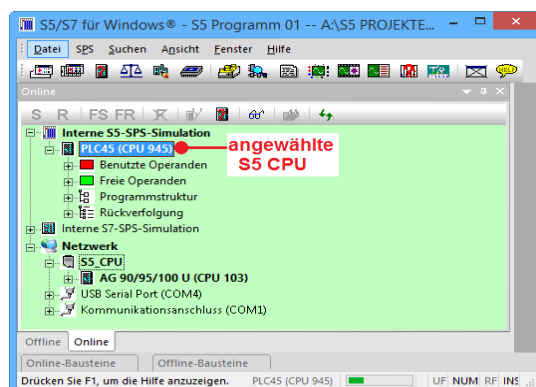 S5/S7 für Windows® - S5 Programm 01 -- A:\S5 PROJEKTE...
Datei SPS Suchen Ansicht Fenster Hilfe
HELP
Online
S R FS FR
Interne S5-SPS-Simulation
PLC45 (CPU 945)
angewählte
S5 CPU
Benutzte Operanden
Freie Operanden
Programmstruktur
Rückverfolgung
Interne S7-SPS-Simulation
Netzwerk
S5_CPU
AG 90/95/100 U (CPU 103)
USB Serial Port (COM4)
Kommunikationsanschluss (COM1)
Offline Online
Online-Bausteine Offline-Bausteine
Drücken Sie F1, um die Hilfe anzuzeigen. PLC45 (CPU 945) UF NUM RF INS